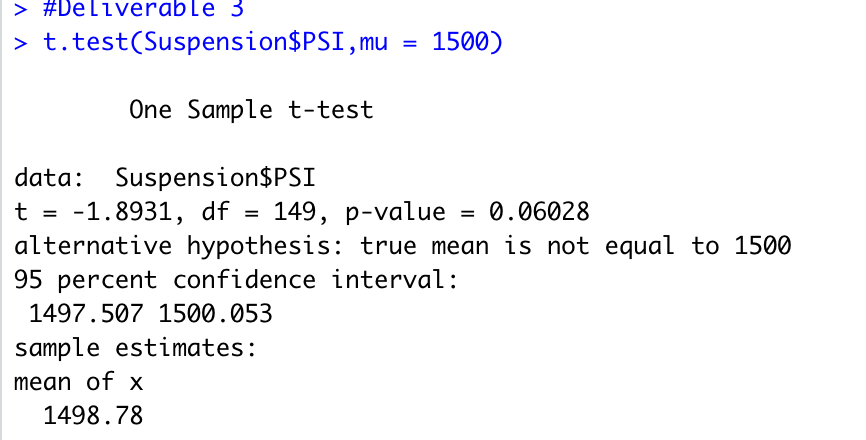 > #Deliverable 3
> t.test(Suspension$PSI,mu = 1500)
One Sample t-test
data:  Suspension$PSI
t = -1.8931, df = 149, p-value = 0.06028
alternative hypothesis: true mean is not equal to 1500
95 percent confidence interval:
1497.507 1500.053
sample estimates:
mean of x
1498.78